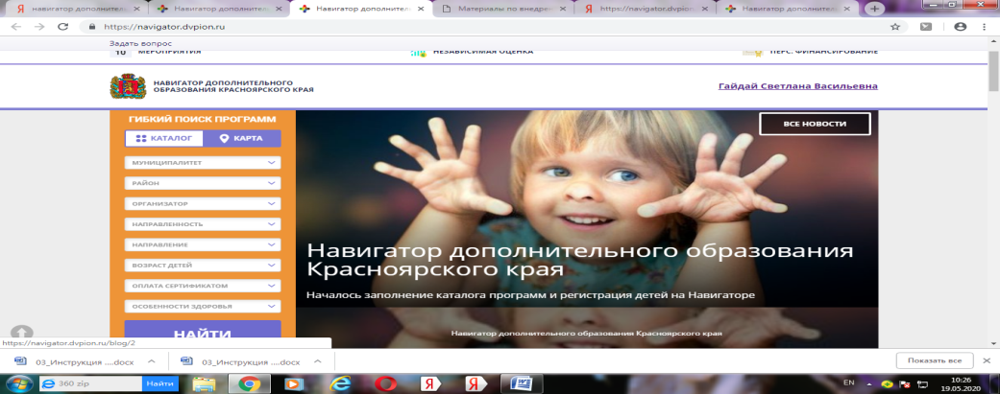 навигатор дополнитель
Навигатор дополнительн
Навигатор дополнительн
Материалы по внедрен
https://navigator.dvpion
Навигатор дополнительн
https://navigator.dvpion.ru
Задать вопрос
10 МЕРОПРИЯТИЯ
НЕЗАВИСИМАЯ ОЦЕНКА
ПЕРС. ФИНАНСИРОВАНИЕ
НАВИГАТОР ДОПОЛНИТЕЛЬНОГО
ОБРАЗОВАНИЯ КРАСНОЯРСКОГО КРАЯ
Гайдай Светлана Васильевна
ГИБКИЙ ПОИСК ПРОГРАММ
КАТАЛОГ
КАРТА
МУНИЦИПАЛИТЕТ
РАЙОН
ОРГАНИЗАТОР
НАПРАВЛЕННОСТЬ
НАПРАВЛЕНИЕ
ВОЗРАСТ ДЕТЕЙ
ОПЛАТА СЕРТИФИКАТОМ
ОСОБЕННОСТИ ЗДОРОВЬЯ
НАЙТИ
ВСЕ НОВОСТИ
Навигатор дополнительного образования
Красноярского края
Началось заполнение каталога программ и регистрация детей на Навигаторе
Навигатор дополнительного образования Красноярского края
https://navigator.dvpion.ru/blog/2
03_Инструкция ....docx
03_Инструкция ....docx
Показать все
360 zip
Найти
EN
10:26
19.05.2020